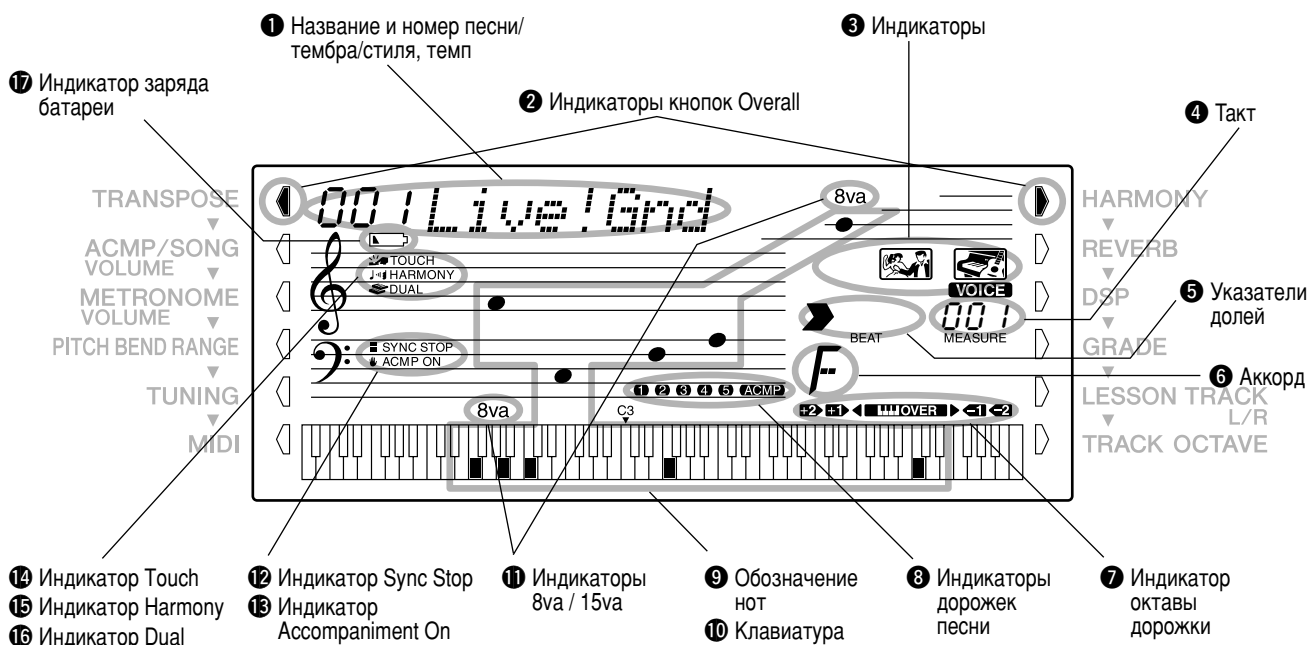 ❶ Название и номер песни/
тембра/стиля, темп
❸ Индикаторы
⓱ Индикатор заряда
батареи
❷ Индикаторы кнопок Overall
❹ Такт
TRANSPOSE
ACMP/SONG
VOLUME
METRONOME
VOLUME
PITCH BEND RANGE
TUNING
MIDI
001Live!Gnd
8va
TOUCH
HARMONY
DUAL
VOICE
SYNC STOP
ACMP ON
BEAT
001
MEASURE
F
1 2 3 4 5 ACMP
+2 +1 OVER -1 -2
8va
C3
HARMONY
REVERB
DSP
GRADE
LESSON TRACK
L/R
TRACK OCTAVE
❺ Указатели
долей
❻ Аккорд
⓮ Индикатор Touch
⓯ Индикатор Harmony
⓰ Индикатор Dual
⓬ Индикатор Sync Stop
⓭ Индикатор
Accompaniment On
⓫ Индикаторы
8va / 15va
❾ Обозначение
нот
❿ Клавиатура
❽ Индикаторы
дорожек
песни
❼ Индикатор
октавы
дорожки